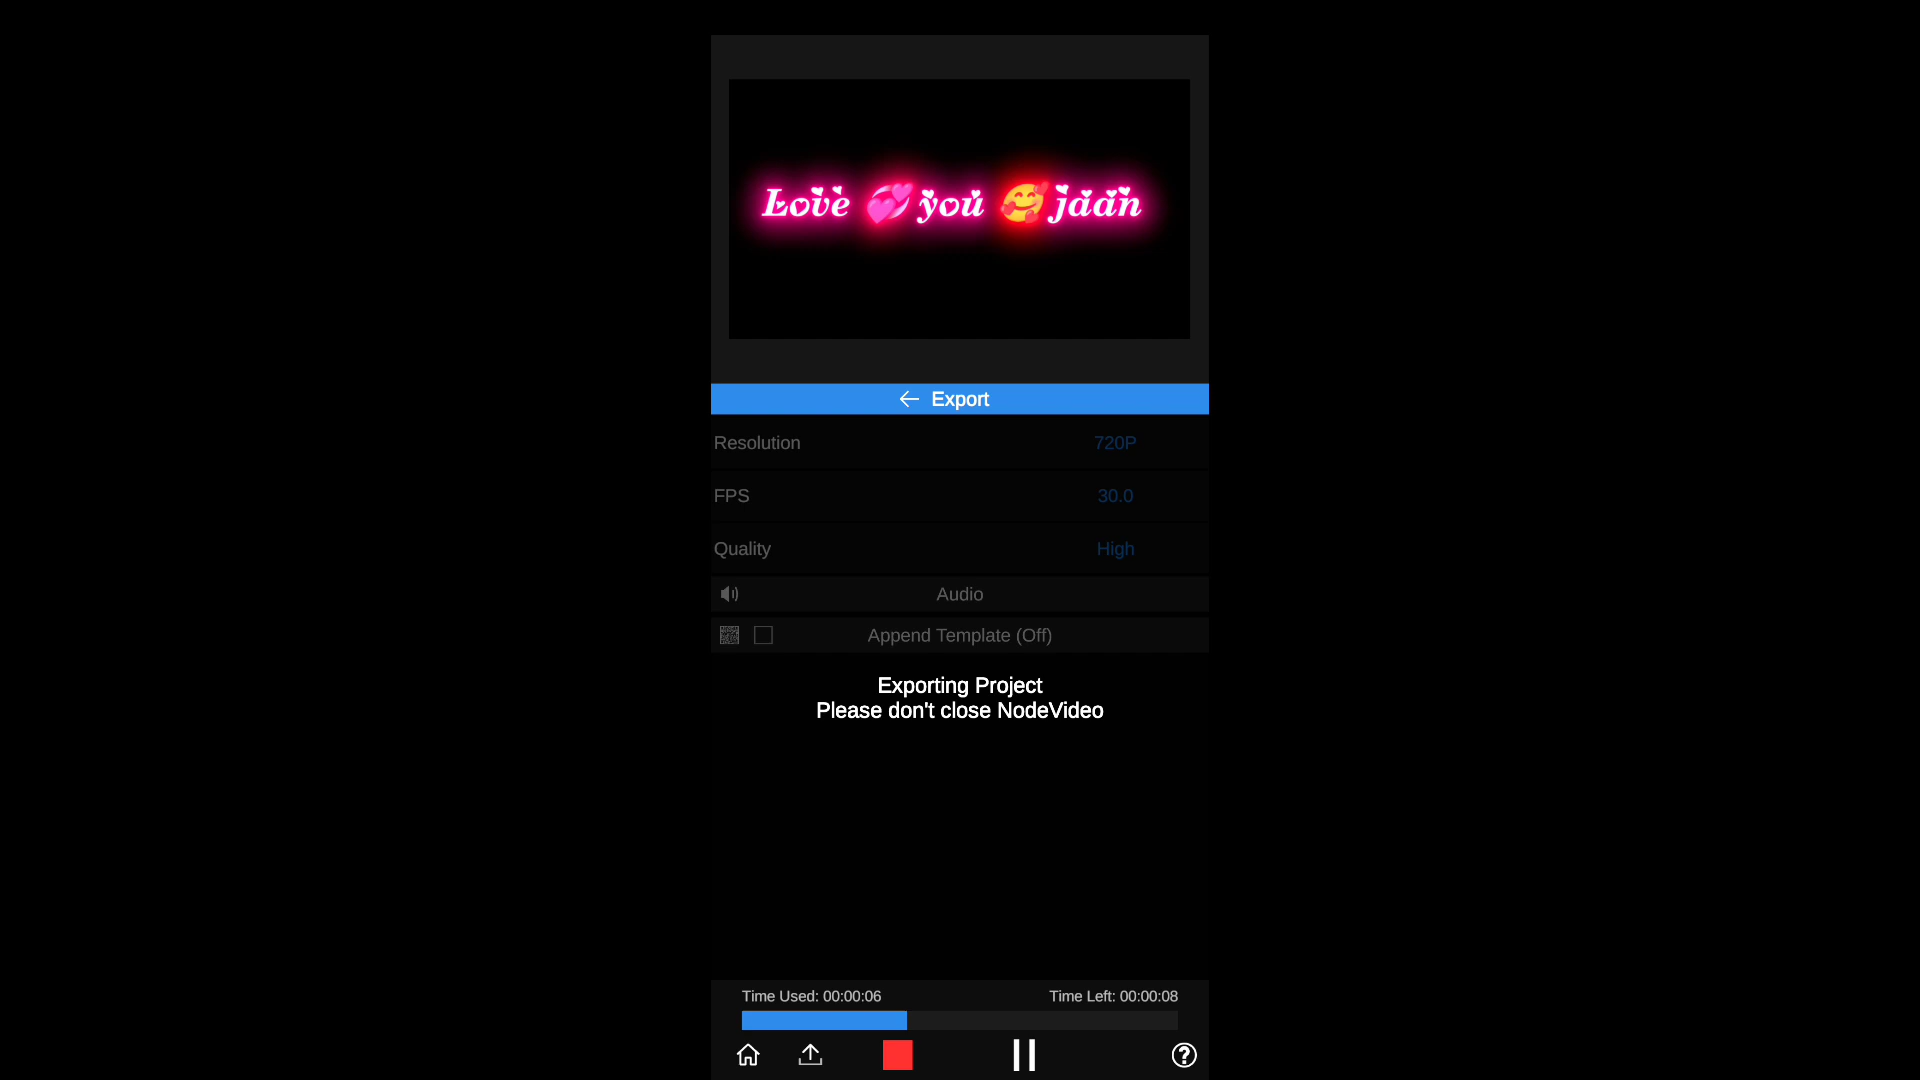 Love 💞 you 🥰 jaan
Export
Resolution 720P
FPS 30.0
Quality High
Audio
Append Template (Off)
Exporting Project
Please don't close NodeVideo
Time Used: 00:00:06 Time Left: 00:00:08